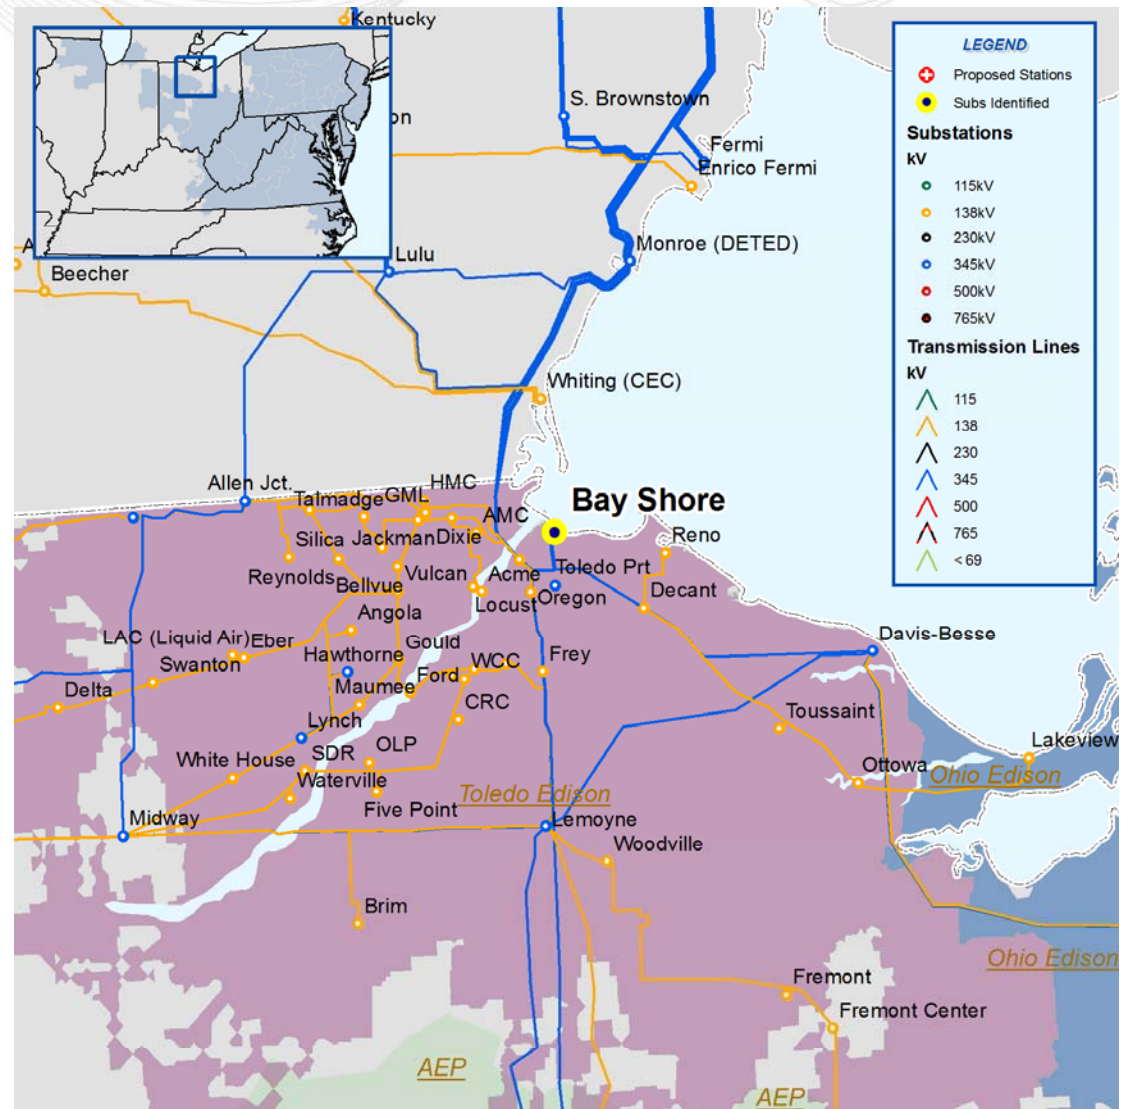 Kentucky
LEGEND
Proposed Stations
Subs Identified
Substations
kV
115kV
138kV
230kV
345kV
500kV
765kV
Transmission Lines
kV
115
138
230
345
500
765
< 69
S. Brownstown
on
Fermi
Enrico Fermi
Monroe (DETED)
A
Lulu
Beecher
Whiting (CEC)
Allen Jct.
HMC
Talmadge
GML
Bay Shore
AMC
Silica
Jackman
Dixie
Reno
Reynolds
Bellvue
Vulcan
Acme
Toledo Prt
Locust
Oregon
Decant
Angola
LAC (Liquid Air)
Eber
Gould
Davis-Besse
Swanton
Hawthorne
WCC
Frey
Delta
Maumee
Ford
CRC
Toussaint
Lynch
Lakeview
White House
SDR
OLP
Ottowa
Ohio Edison
Waterville
Toledo Edison
Five Point
Midway
Lemoyne
Woodville
Brim
Ohio Edison
Fremont
Fremont Center
AEP
AEP